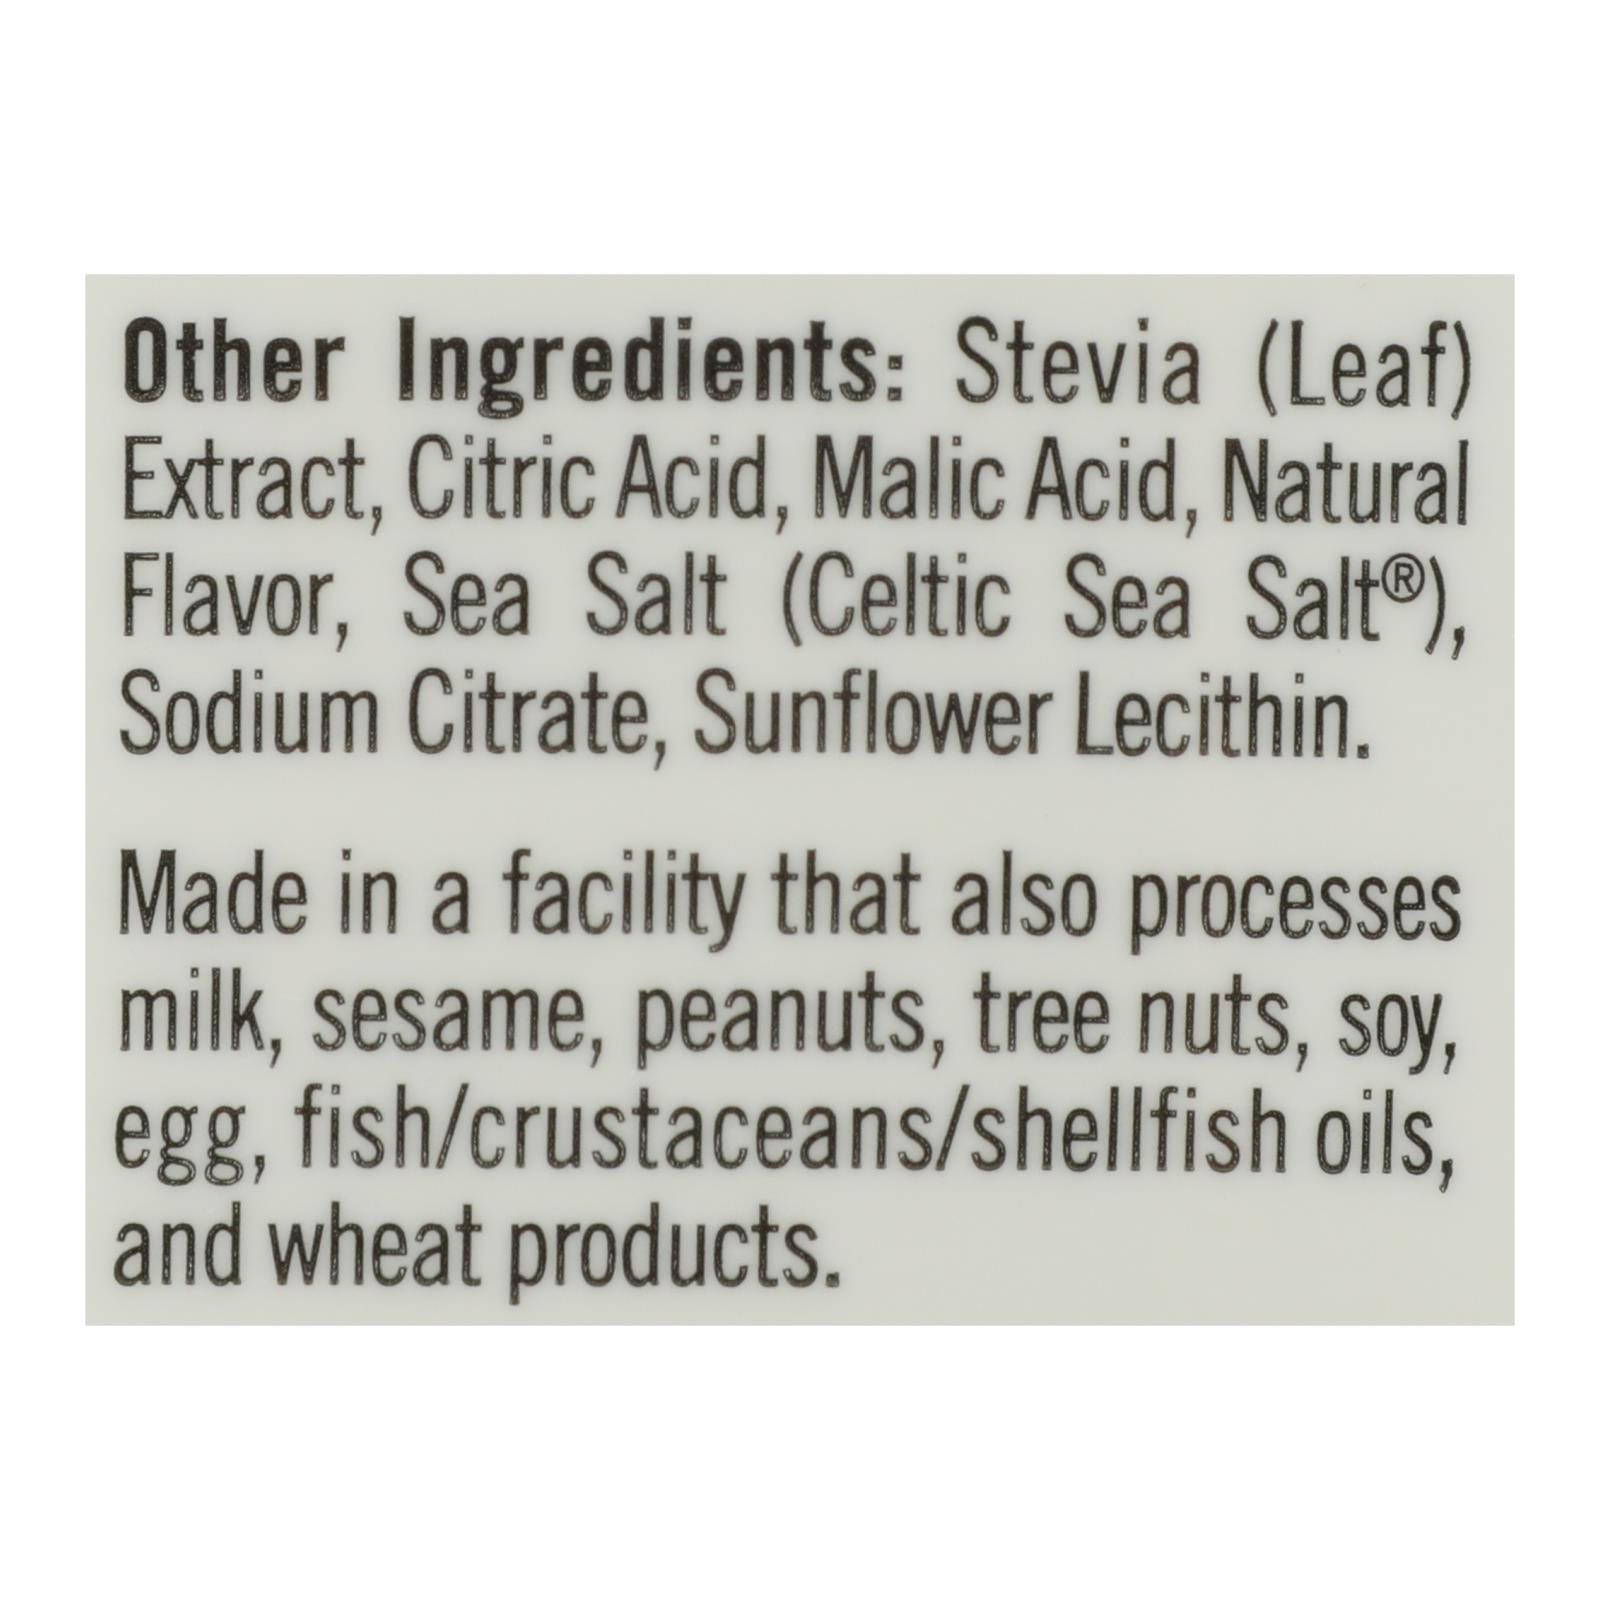 Other Ingredients: Stevia (Leaf)
Extract, Citric Acid, Malic Acid, Natural
Flavor, Sea Salt (Celtic Sea Salt®),
Sodium Citrate, Sunflower Lecithin.
Made in a facility that also processes
milk, sesame, peanuts, tree nuts, soy,
egg, fish/crustaceans/shellfish oils,
and wheat products.